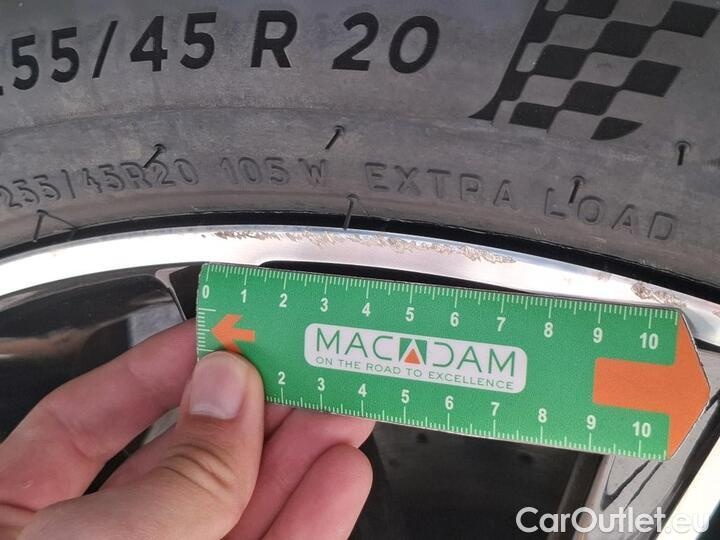 55/45 R 20
255/45R20 105 W EXTRA LOAD
0 1 2 3 4 5 6 7 8 9 10
MACADAM
ON THE ROAD TO EXCELLENCE
2 3 4 5 6 7 8 9 10
CarOutlet.eu